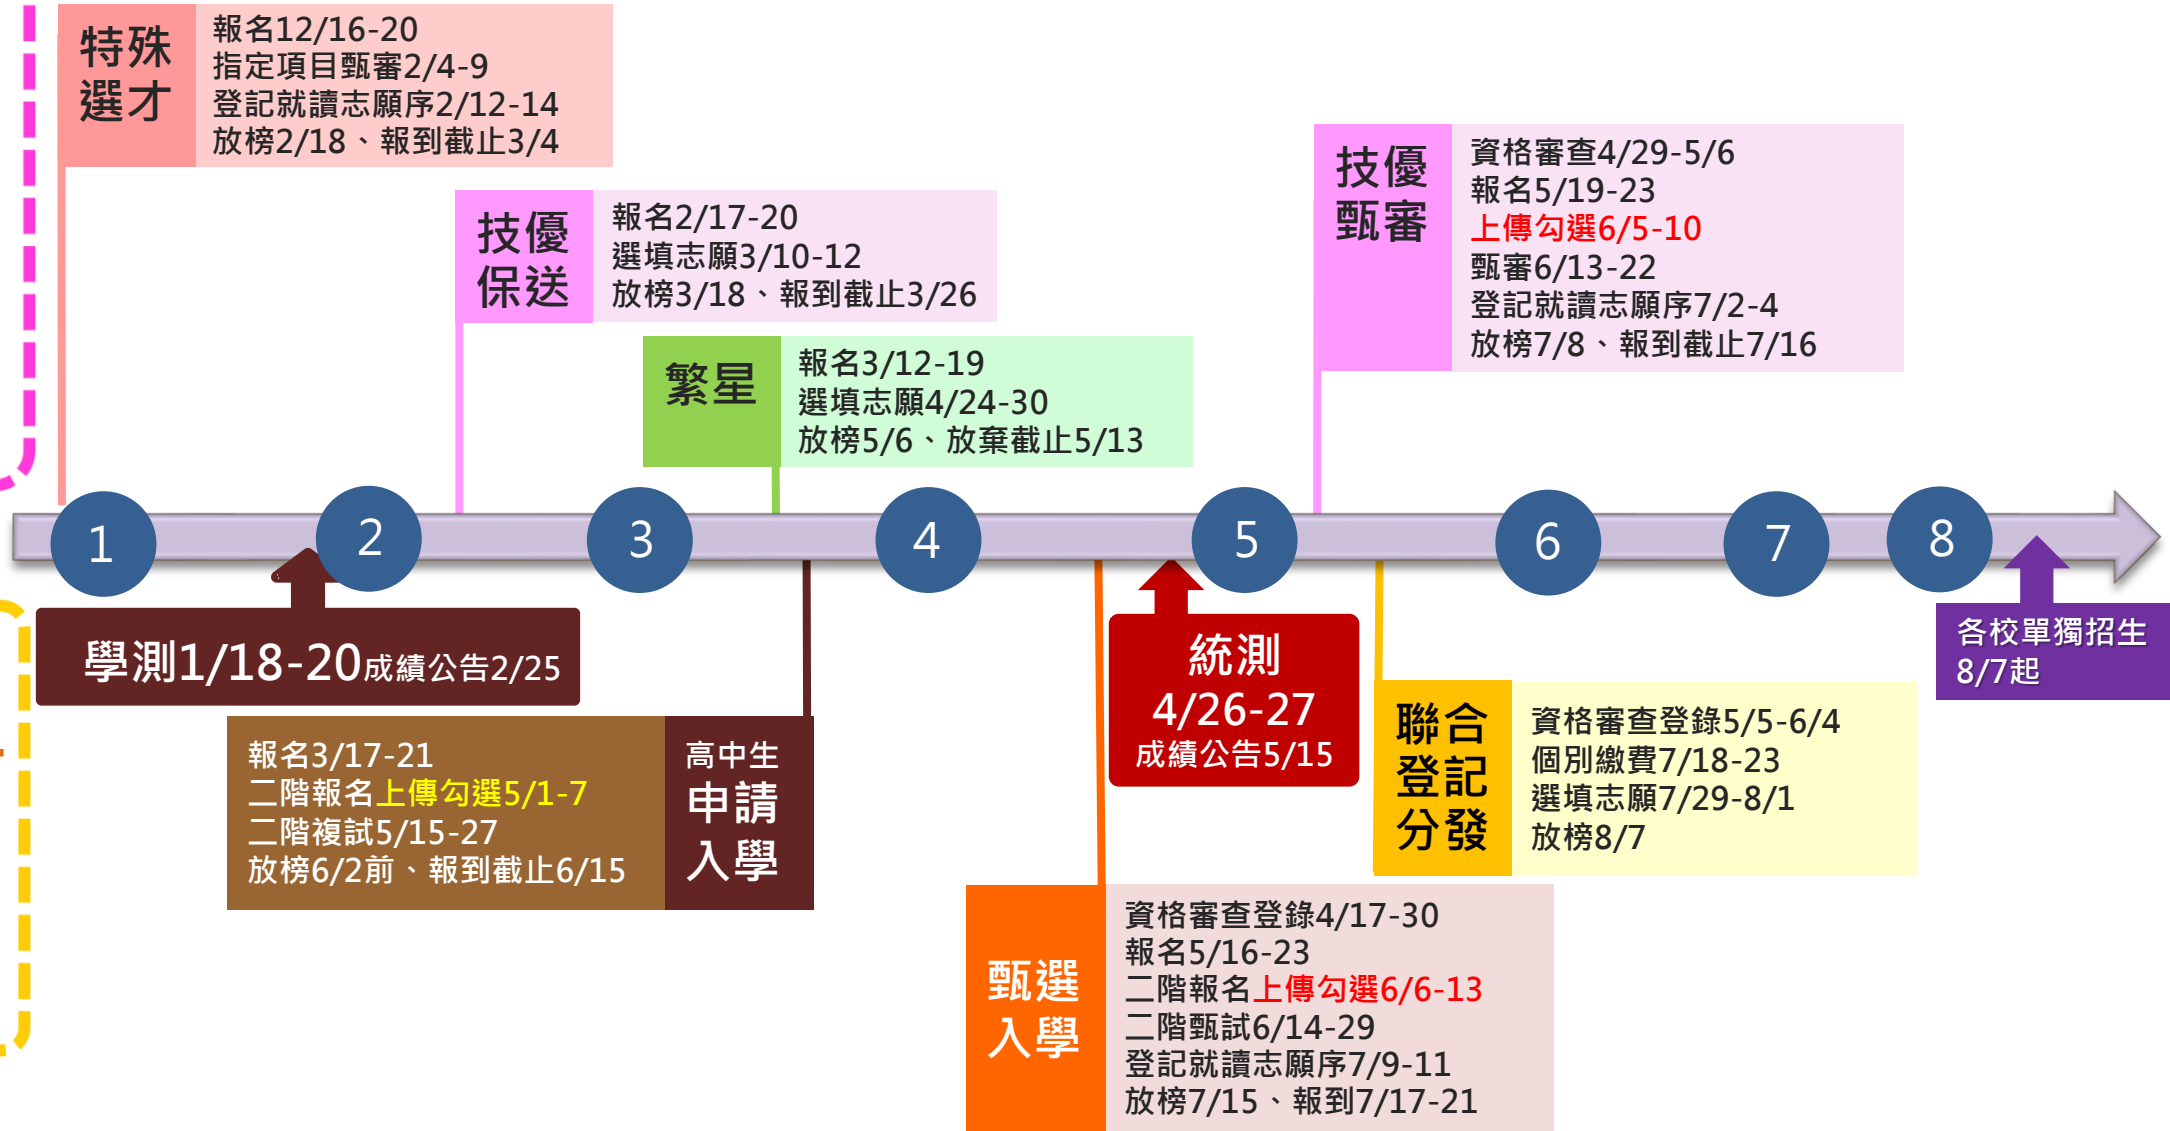 特殊
選才
報名12/16-20
指定項目甄審2/4-9
登記就讀志願序2/12-14
放榜2/18、報到截止3/4
技優
保送
報名2/17-20
選填志願3/10-12
放榜3/18、報到截止3/26
繁星
報名3/12-19
選填志願4/24-30
放榜5/6、放棄截止5/13
技優
甄審
資格審查4/29-5/6
報名5/19-23
上傳勾選6/5-10
甄審6/13-22
登記就讀志願序7/2-4
放榜7/8、報到截止7/16
1
2
3
4
5
6
7
8
學測1/18-20成績公告2/25
報名3/17-21
二階報名上傳勾選5/1-7
二階複試5/15-27
放榜6/2前、報到截止6/15
高中生
申請
入學
統測
4/26-27
成績公告5/15
聯合
登記
分發
資格審查登錄5/5-6/4
個別繳費7/18-23
選填志願7/29-8/1
放榜8/7
各校單獨招生
8/7起
甄選
入學
資格審查登錄4/17-30
報名5/16-23
二階報名上傳勾選6/6-13
二階甄試6/14-29
登記就讀志願序7/9-11
放榜7/15、報到7/17-21